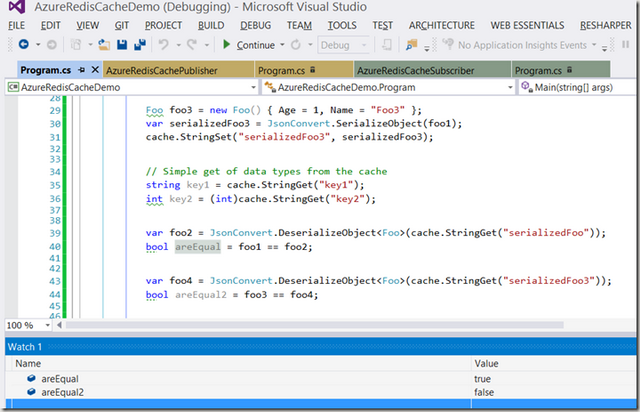 AzureRedisCacheDemo (Debugging) - Microsoft Visual Studio
FILE EDIT VIEW PROJECT BUILD DEBUG TEAM TOOLS TEST ARCHITECTURE WEB ESSENTIALS RESHARPER
Continue Debug No Application Insights Events
Program.cs AzureRedisCachePublisher Program.cs AzureRedisCacheSubscriber Program.cs
AzureRedisCacheDemo AzureRedisCacheDemo.Program Main(string[] args)
28
29 Foo foo3 = new Foo() { Age = 1, Name = "Foo3" };
30 var serializedFoo3 = JsonConvert.SerializeObject(foo1);
31 cache.StringSet("serializedFoo3", serializedFoo3);
32
33
34 // Simple get of data types from the cache
35 string key1 = cache.StringGet("key1");
36 int key2 = (int)cache.StringGet("key2");
37
38
39 var foo2 = JsonConvert.DeserializeObject<Foo>(cache.StringGet("serializedFoo"));
40 bool areEqual = foo1 == foo2;
41
42
43 var foo4 = JsonConvert.DeserializeObject<Foo>(cache.StringGet("serializedFoo3"));
44 bool areEqual2 = foo3 == foo4;
45
46
100 %
Watch 1
Name Value
areEqual true
areEqual2 false